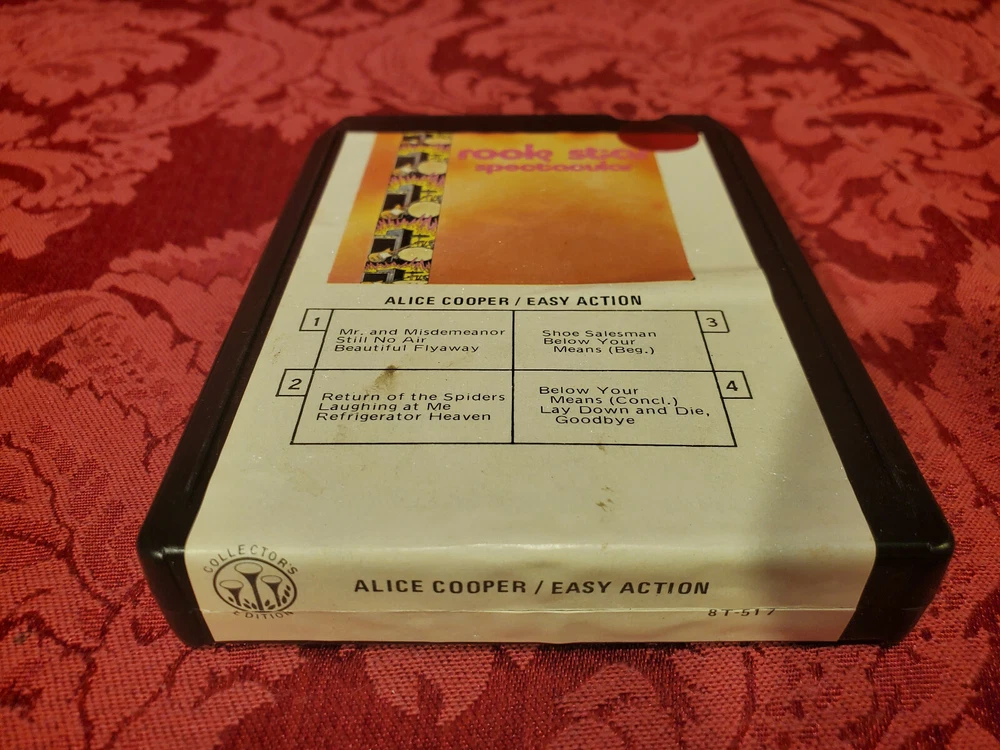 rock star
spectacular
ALICE COOPER / EASY ACTION
1
Mr. and Misdemeanor
Still No Air
Beautiful Flyaway
3
Shoe Salesman
Below Your
Means (Beg.)
2
Return of the Spiders
Laughing at Me
Refrigerator Heaven
4
Below Your
Means (Concl.)
Lay Down and Die,
Goodbye
COLLECTOR'S
EDITION
ALICE COOPER / EASY ACTION
8T-517